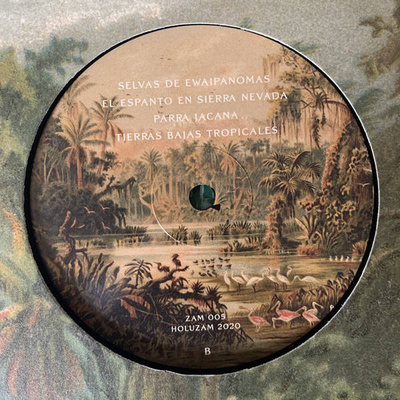 SELVAS DE EWAIPANOMAS
EL ESPANTO EN SIERRA NEVADA
PARRA JACANA
TIERRAS BAJAS TROPICALES
ZAM 005
HOLUZAM 2020
B